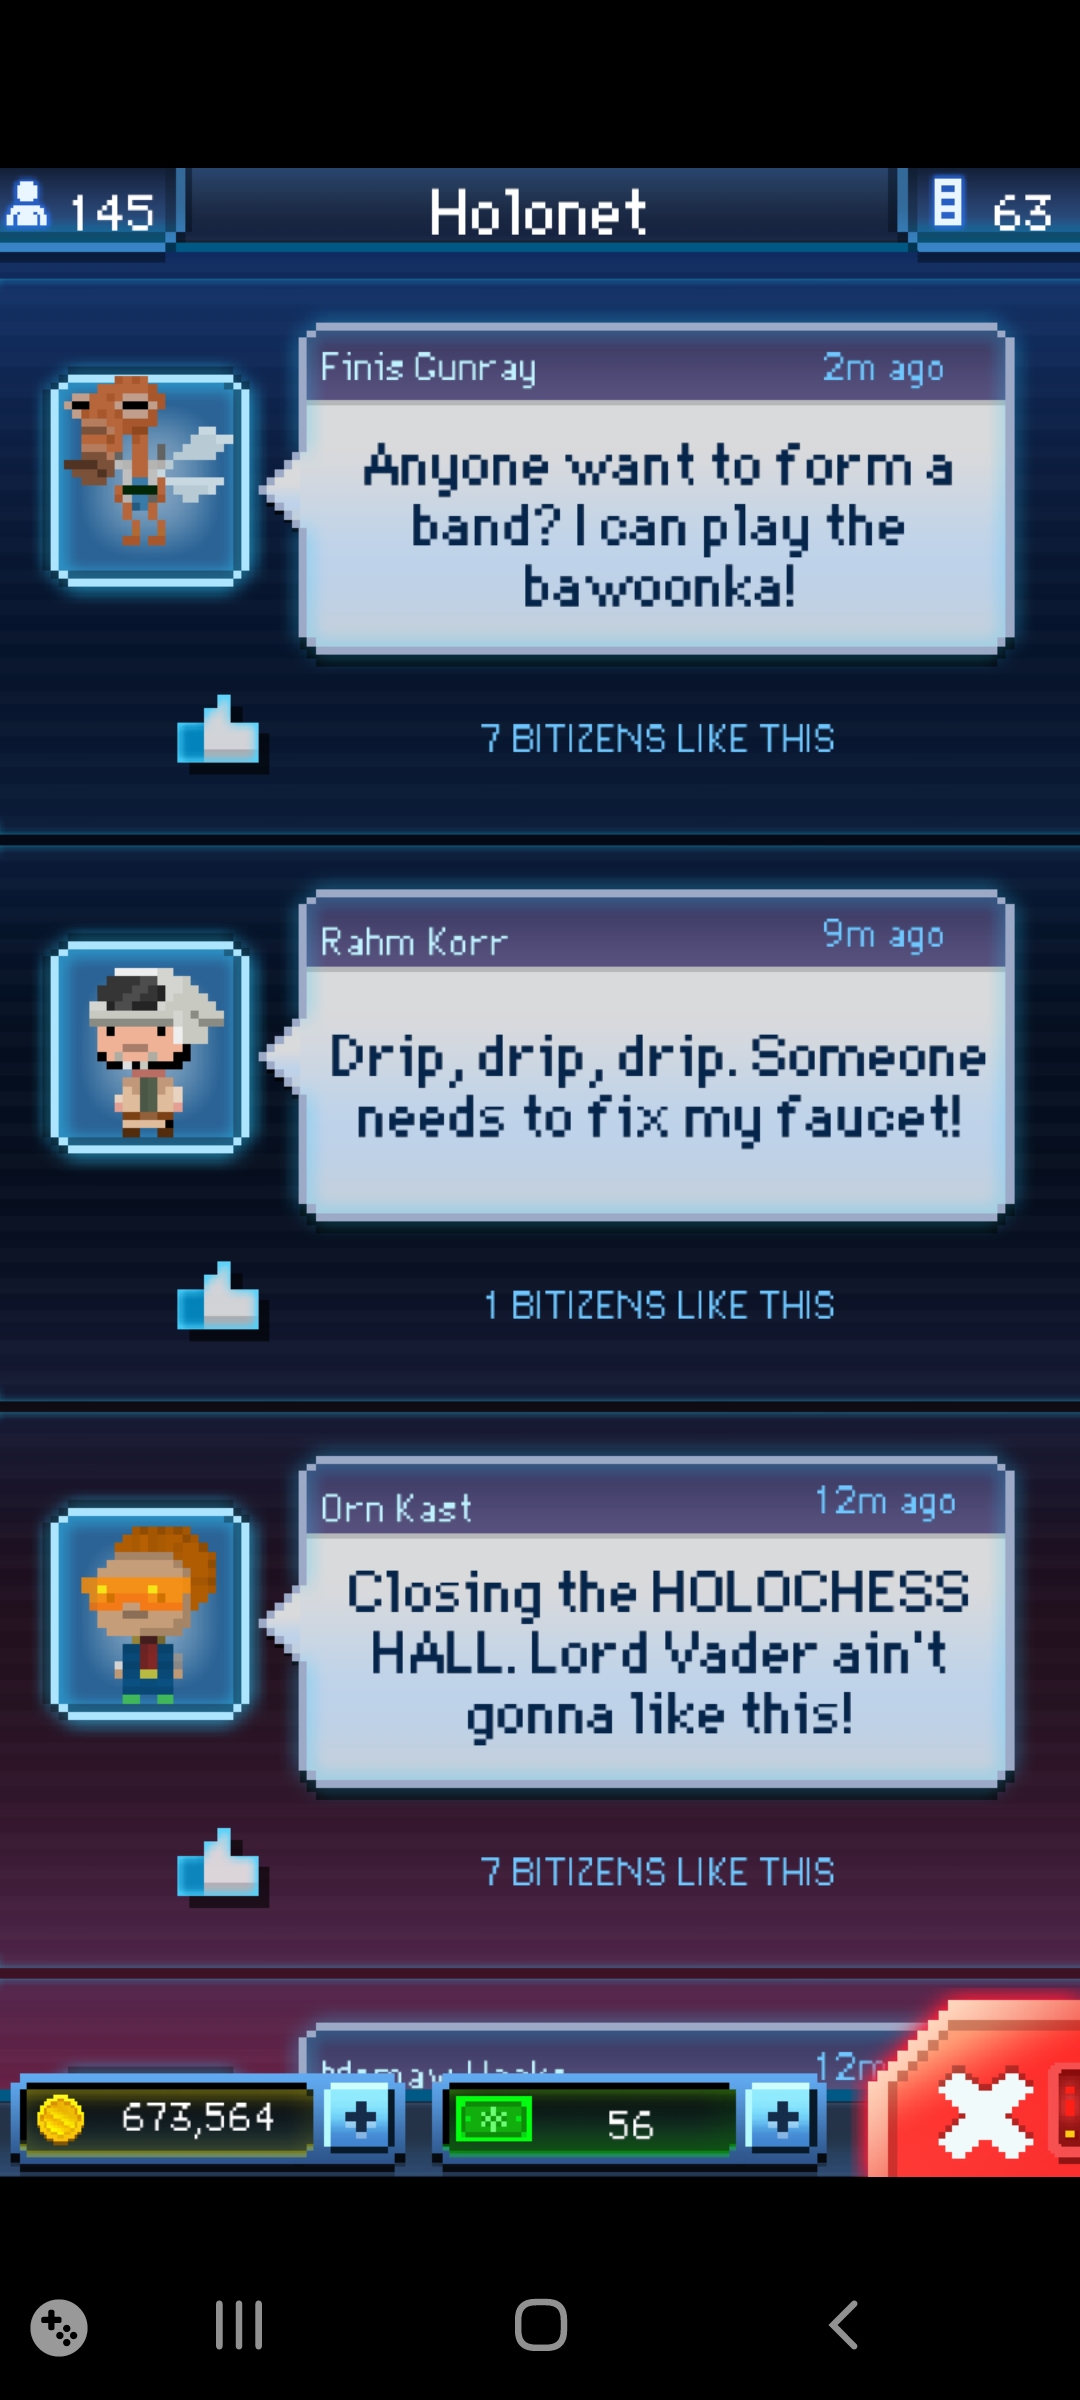 145
Holonet
63
Finis Gunray
2m ago
Anyone want to form a
band? I can play the
bawoonka!
7 BITIZENS LIKE THIS
Rahm Korr
9m ago
Drip, drip, drip. Someone
needs to fix my faucet!
1 BITIZENS LIKE THIS
Orn Kast
12m ago
Closing the HOLOCHESS
HALL. Lord Vader ain't
gonna like this!
7 BITIZENS LIKE THIS
12m
673,564
56